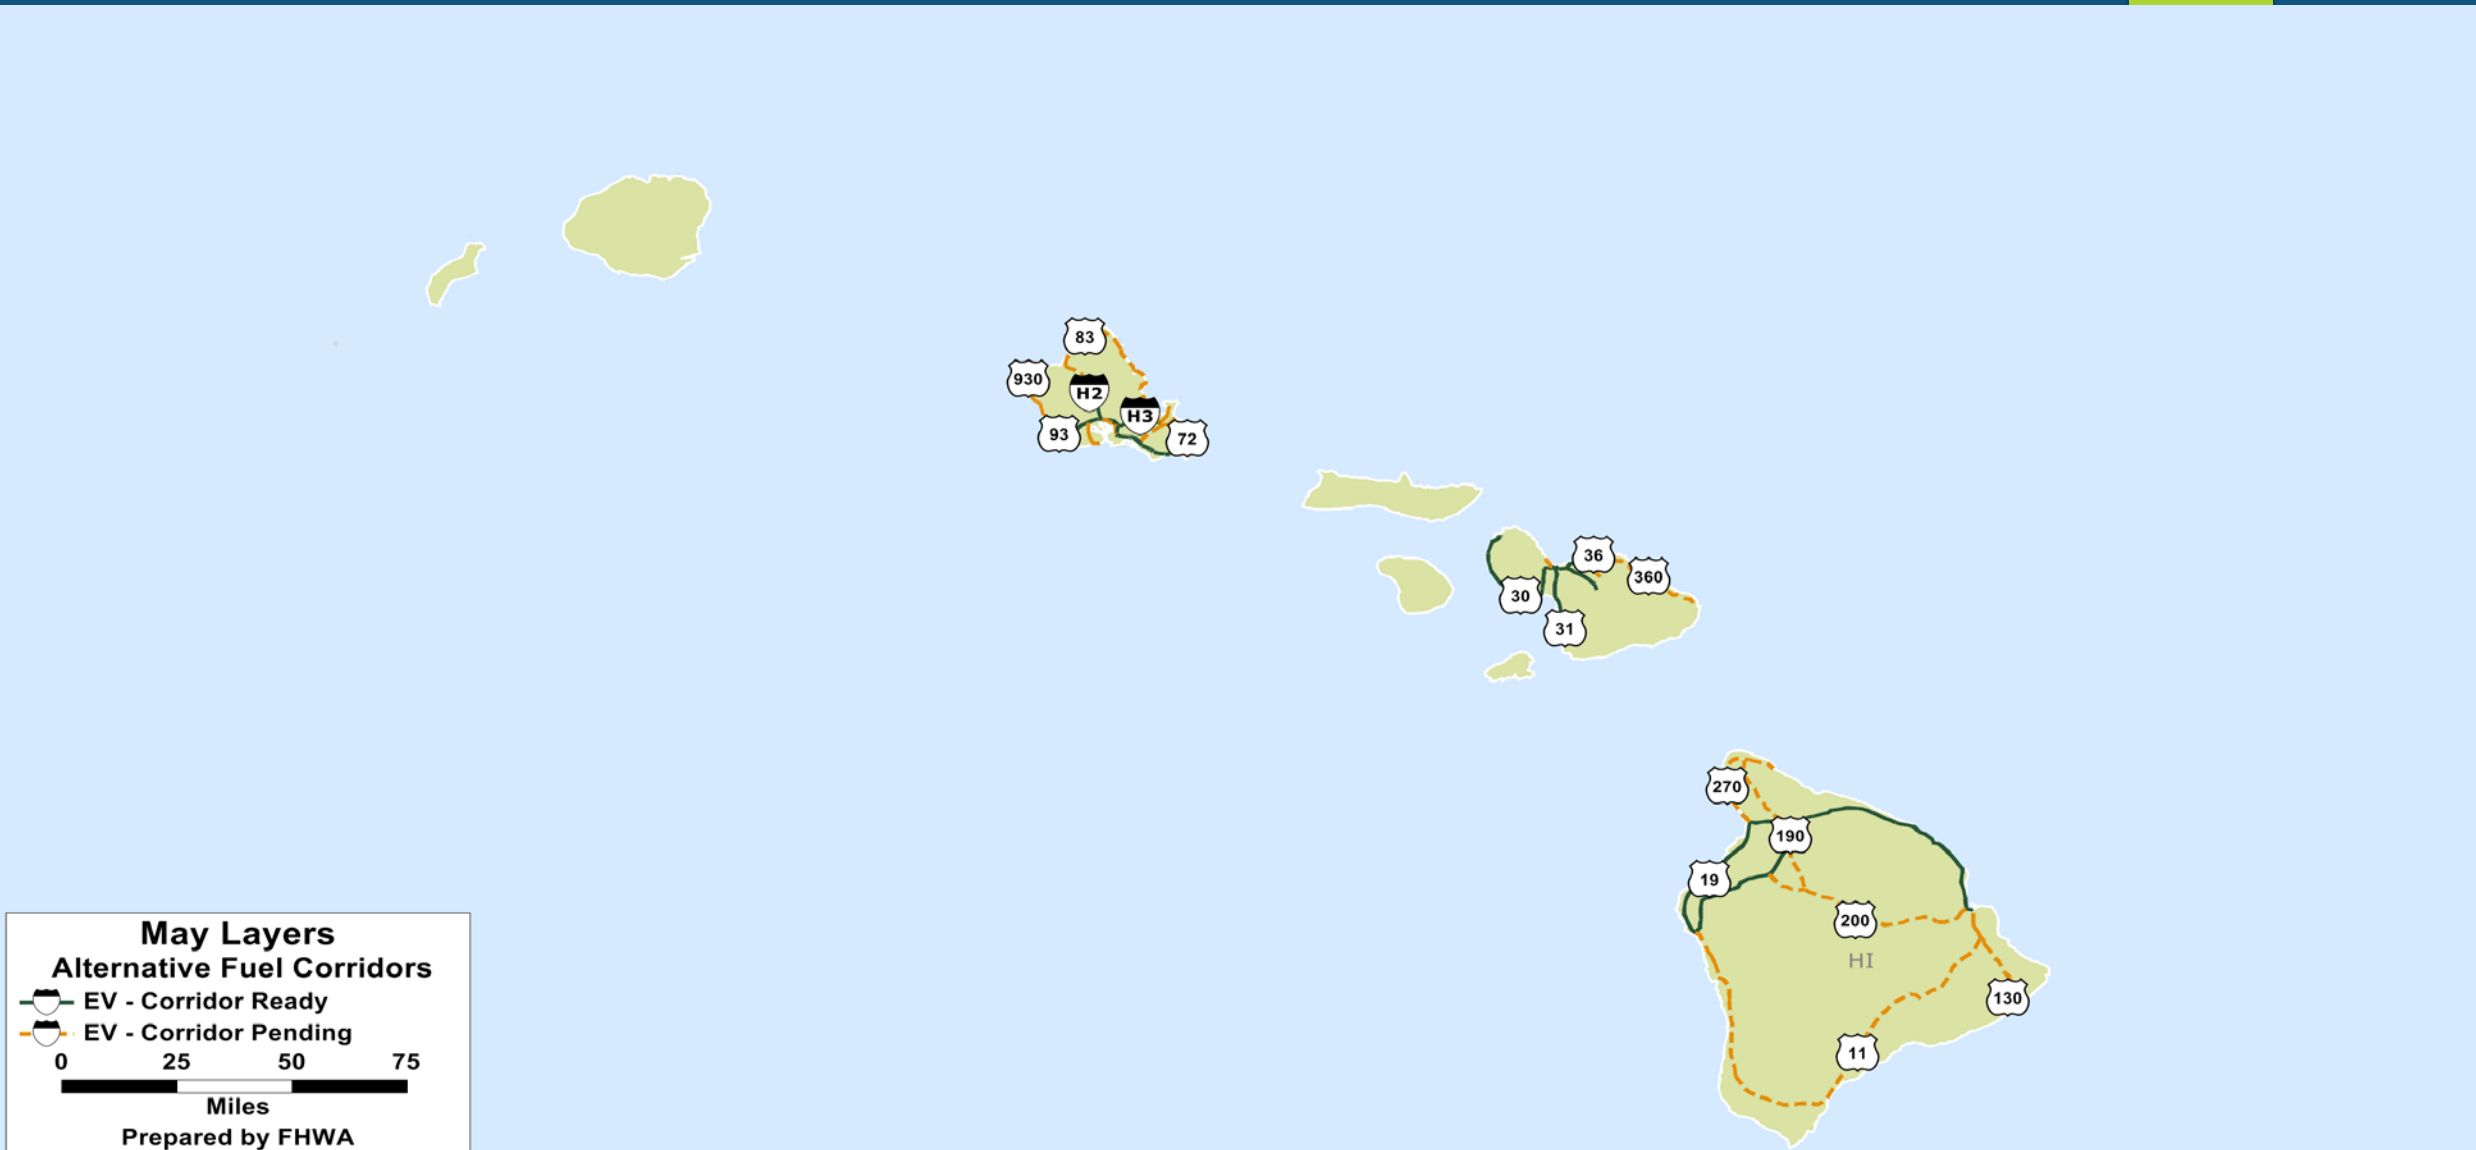 83
930
H2
H3
93
72
36
360
30
31
270
190
19
200
HI
130
11
May Layers
Alternative Fuel Corridors
EV - Corridor Ready
EV - Corridor Pending
0 25 50 75
Miles
Prepared by FHWA